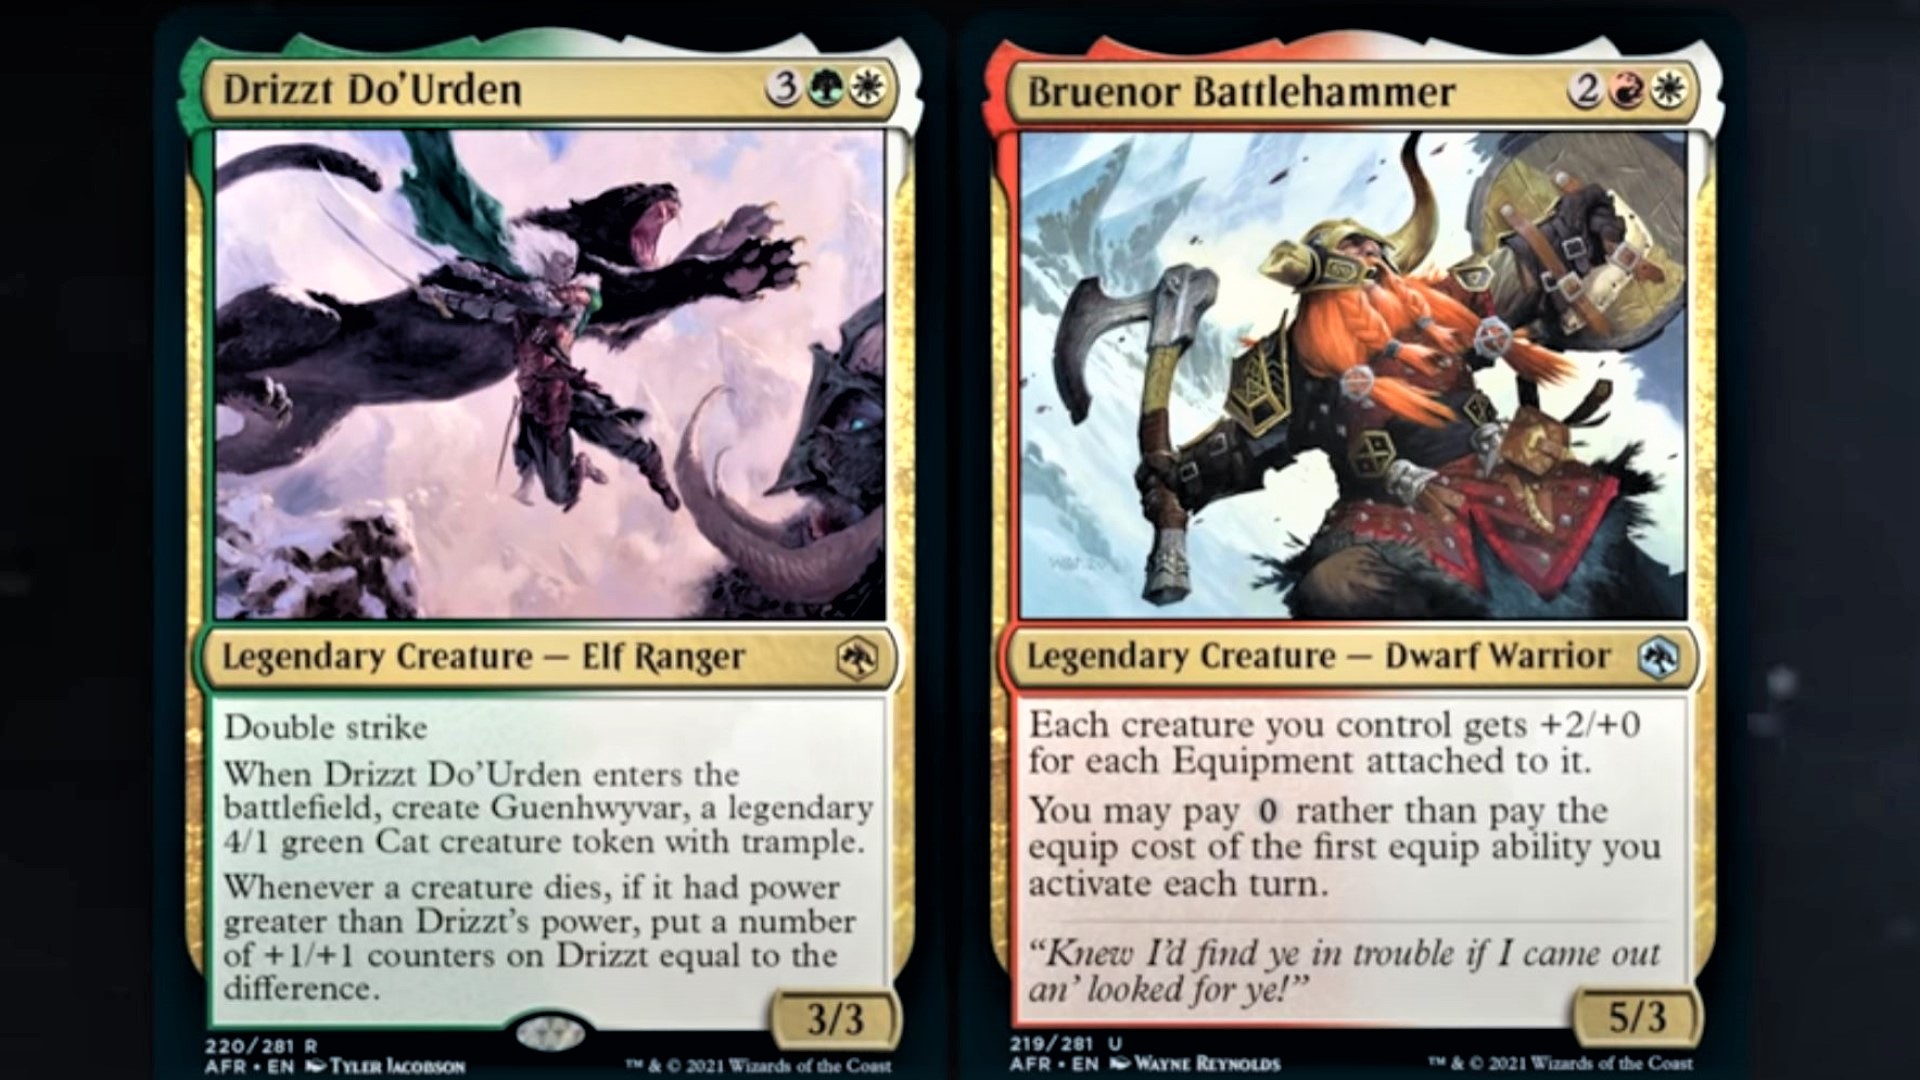 Drizzt Do'Urden 3
Legendary Creature — Elf Ranger
Double strike
When Drizzt Do'Urden enters the
battlefield, create Guenhwyvar, a legendary
4/1 green Cat creature token with trample.
Whenever a creature dies, if it had power
greater than Drizzt's power, put a number
of +1/+1 counters on Drizzt equal to the
difference.
3/3
220/281 R
AFR • EN Tyler Jacobson
™ & © 2021 Wizards of the Coast
Bruenor Battlehammer 2
Legendary Creature — Dwarf Warrior
Each creature you control gets +2/+0
for each Equipment attached to it.
You may pay 0 rather than pay the
equip cost of the first equip ability you
activate each turn.
“Knew I'd find ye in trouble if I came out
an' looked for ye!”
5/3
219/281 U
AFR • EN Wayne Reynolds
™ & © 2021 Wizards of the Coast